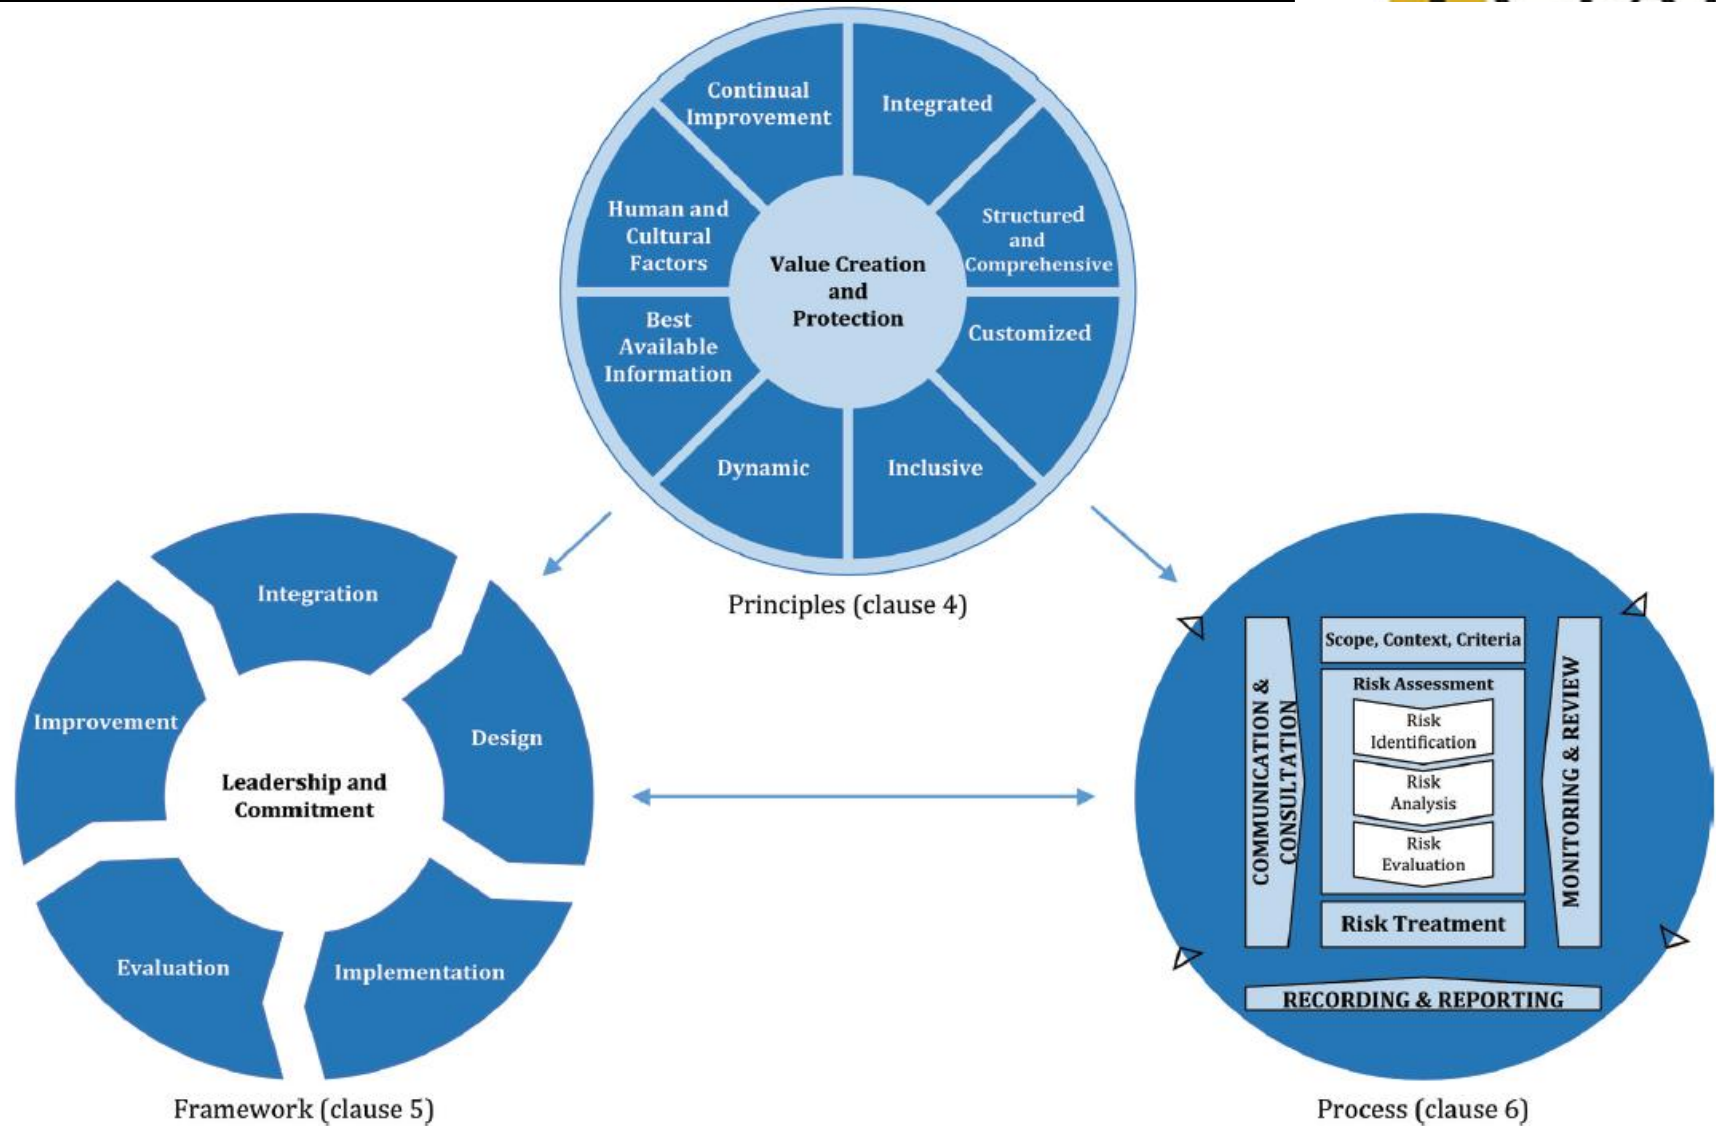 Continual
Improvement
Integrated
Human and
Cultural
Factors
Structured
and
Comprehensive
Value Creation
and
Protection
Best
Available
Information
Customized
Dynamic
Inclusive
Principles (clause 4)
Integration
Improvement
Design
Leadership and
Commitment
Evaluation
Implementation
Framework (clause 5)
Scope, Context, Criteria
Risk Assessment
Risk
Identification
Risk
Analysis
Risk
Evaluation
Risk Treatment
COMMUNICATION &
CONSULTATION
MONITORING & REVIEW
RECORDING & REPORTING
Process (clause 6)